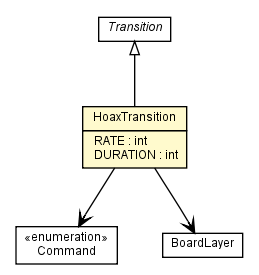 Transition
HoaxTransition
RATE : int
DURATION : int
«enumeration»
Command
BoardLayer